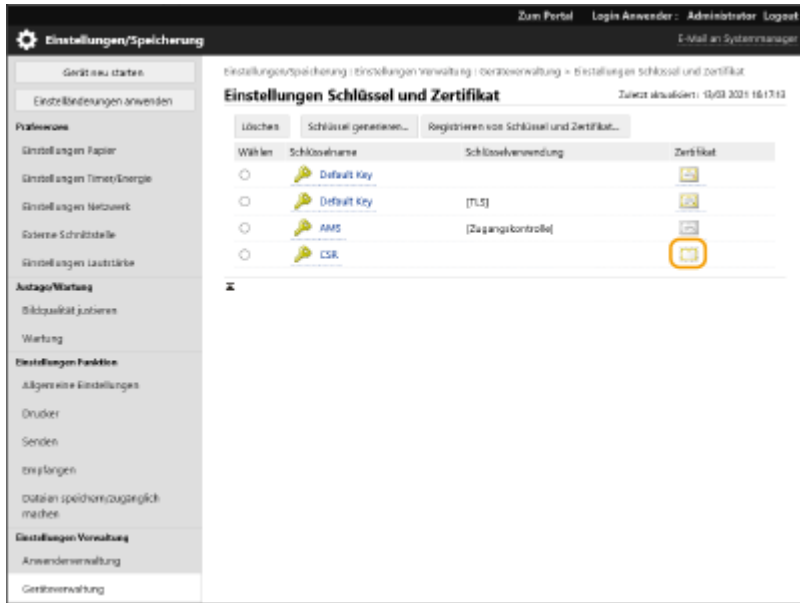 Zum Portal Login Anwender : Administrator Logout
Einstellungen/Speicherung
E-Mail an Systemmanager
Gerät neu starten
Einstelländerungen anwenden
Präferenzen
Einstellungen Papier
Einstellungen Timer/Energie
Einstellungen Netzwerk
Externe Schnittstelle
Einstellungen Lautstärke
Justage/Wartung
Bildqualität justieren
Wartung
Einstellungen Funktion
Allgemeine Einstellungen
Drucker
Senden
Empfangen
Dateien speichern/zugänglich
machen
Einstellungen Verwaltung
Anwenderverwaltung
Geräteverwaltung
Einstellungen/Speicherung : Einstellungen Verwaltung : Geräteverwaltung > Einstellungen Schlüssel und Zertifikat
Einstellungen Schlüssel und Zertifikat
Zuletzt aktualisiert : 13/03 2021 16:17:13
Löschen Schlüssel generieren... Registrieren von Schlüssel und Zertifikat...
Wählen Schlüsselname Schlüsselverwendung Zertifikat
Default Key
Default Key [TLS]
AMS [Zugangskontrolle]
CSR